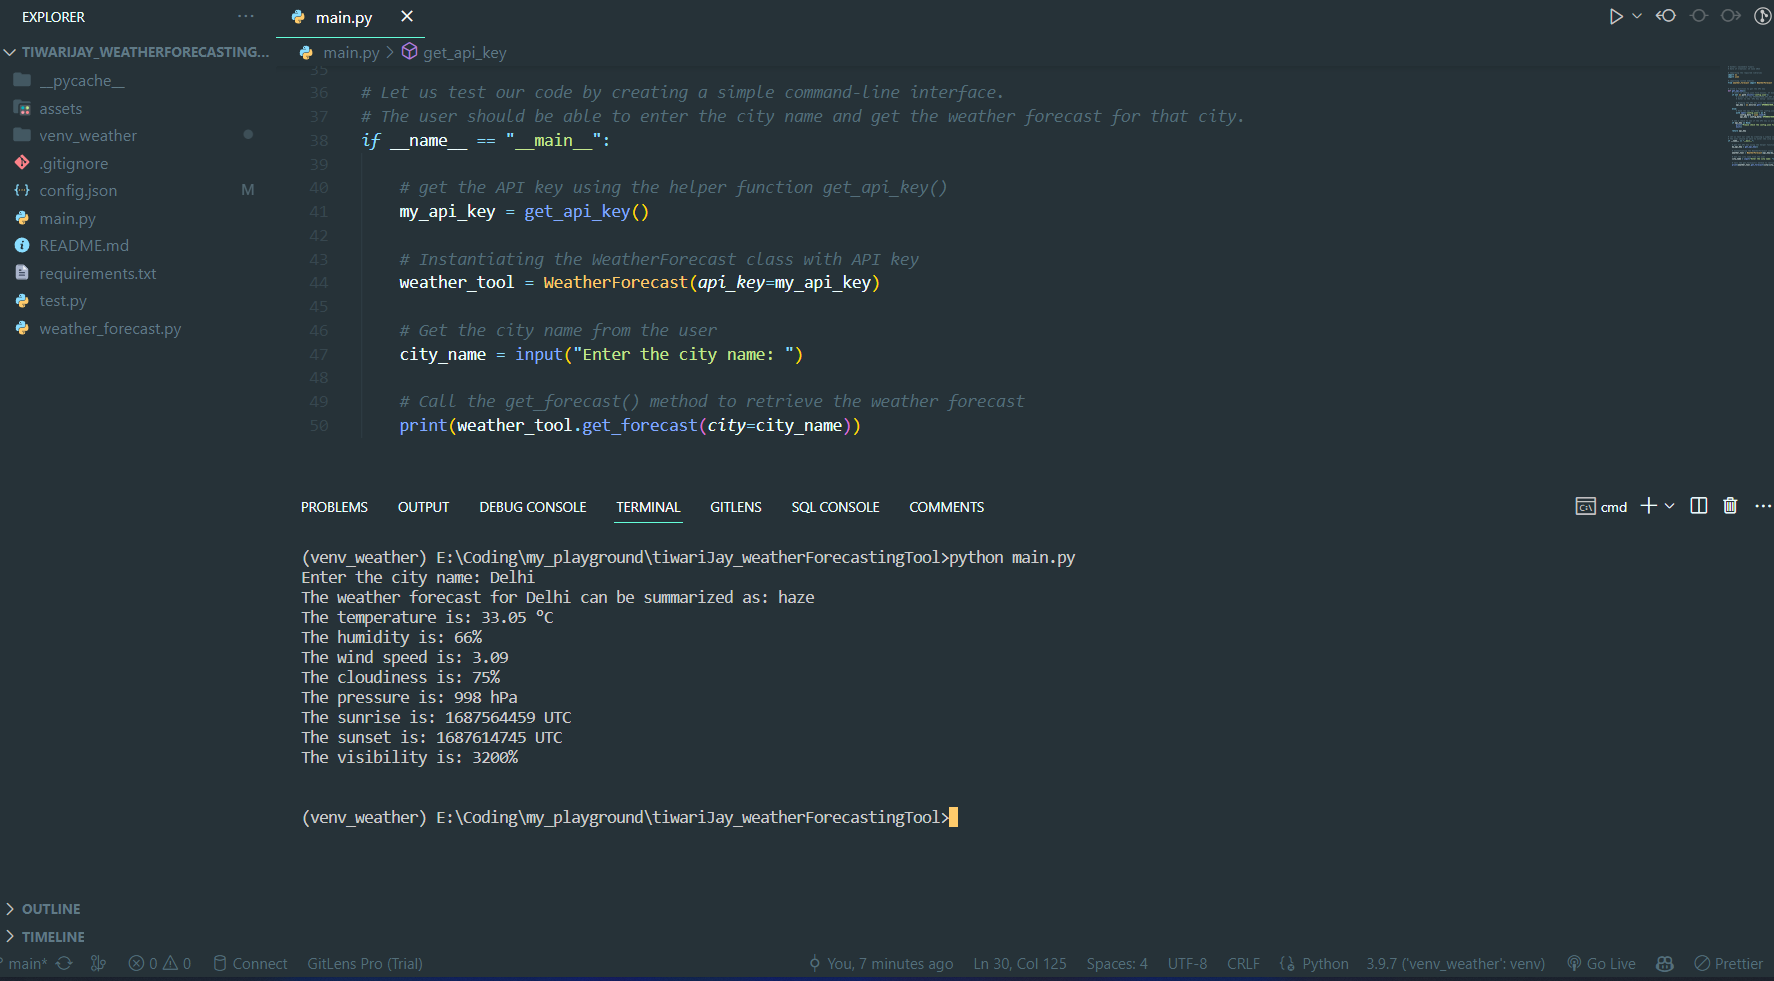 EXPLORER
TIWARIJAY_WEATHERFORECASTING...
__pycache__
assets
venv_weather
.gitignore
config.json M
main.py
README.md
requirements.txt
test.py
weather_forecast.py
OUTLINE
TIMELINE
main.py
main.py > get_api_key
35
36 # Let us test our code by creating a simple command-line interface.
37 # The user should be able to enter the city name and get the weather forecast for that city.
38 if __name__ == "__main__":
39
40 # get the API key using the helper function get_api_key()
41 my_api_key = get_api_key()
42
43 # Instantiating the WeatherForecast class with API key
44 weather_tool = WeatherForecast(api_key=my_api_key)
45
46 # Get the city name from the user
47 city_name = input("Enter the city name: ")
48
49 # Call the get_forecast() method to retrieve the weather forecast
50 print(weather_tool.get_forecast(city=city_name))
PROBLEMS OUTPUT DEBUG CONSOLE TERMINAL GITLENS SQL CONSOLE COMMENTS cmd
(venv_weather) E:\Coding\my_playground\tiwariJay_weatherForecastingTool>python main.py
Enter the city name: Delhi
The weather forecast for Delhi can be summarized as: haze
The temperature is: 33.05 °C
The humidity is: 66%
The wind speed is: 3.09
The cloudiness is: 75%
The pressure is: 998 hPa
The sunrise is: 1687564459 UTC
The sunset is: 1687614745 UTC
The visibility is: 3200%
(venv_weather) E:\Coding\my_playground\tiwariJay_weatherForecastingTool>
main* 0 0 Connect GitLens Pro (Trial) You, 7 minutes ago Ln 30, Col 125 Spaces: 4 UTF-8 CRLF Python 3.9.7 ('venv_weather': venv) Go Live Prettier